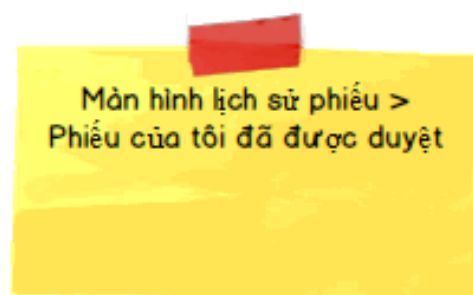 Màn hình lịch sử phiếu >
Phiếu của tôi đã được duyệt